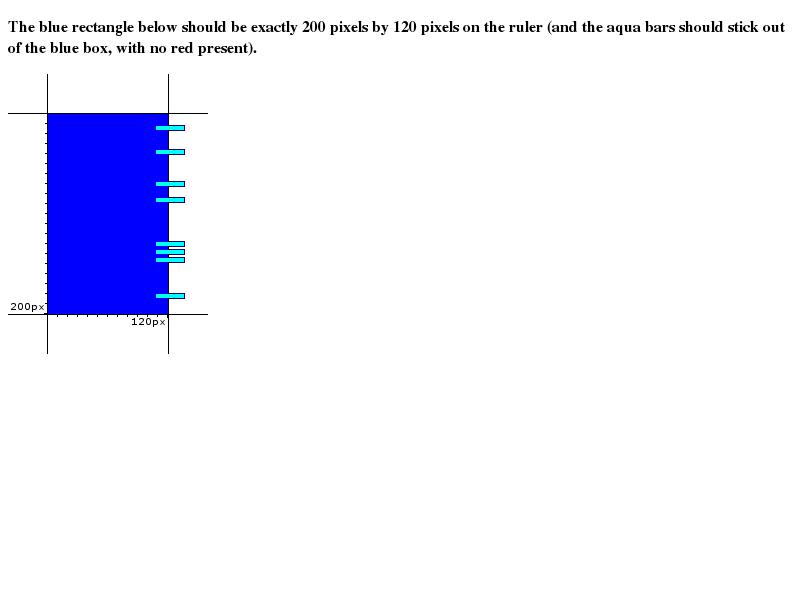 The blue rectangle below should be exactly 200 pixels by 120 pixels on the ruler (and the aqua bars should stick out
of the blue box, with no red present).
200px
120px